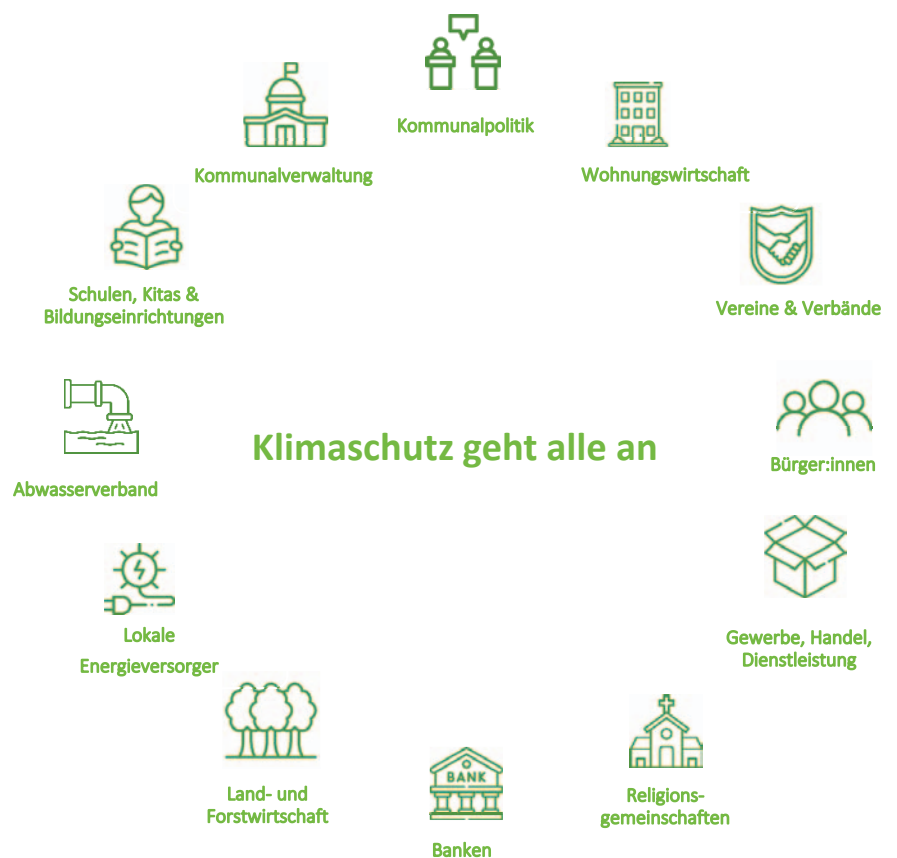 Kommunalpolitik
Kommunalverwaltung
Wohnungswirtschaft
Schulen, Kitas &
Bildungseinrichtungen
Vereine & Verbände
Klimaschutz geht alle an
Abwasserverband
Bürger:innen
Lokale
Energieversorger
Gewerbe, Handel,
Dienstleistung
Land- und
Forstwirtschaft
BANK
Banken
Religions-
gemeinschaften